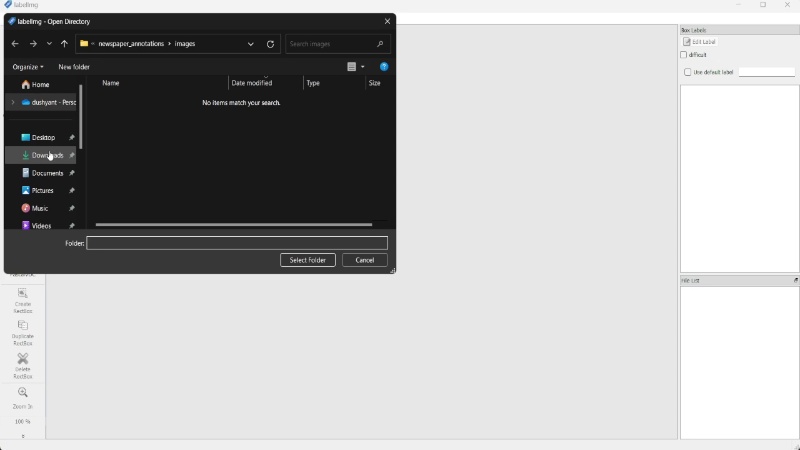 labelImg
labelImg - Open Directory
« newspaper_annotations › images
Search images
Organize
New folder
Home
dushyant - Persc
Name
Date modified
Type
Size
No items match your search.
Desktop
Downloads
Documents
Pictures
Music
Videos
Folder:
Select Folder
Cancel
Create
RectBox
Duplicate
RectBox
Delete
RectBox
Zoom In
100 %
Box Labels
Edit Label
difficult
Use default label
File List